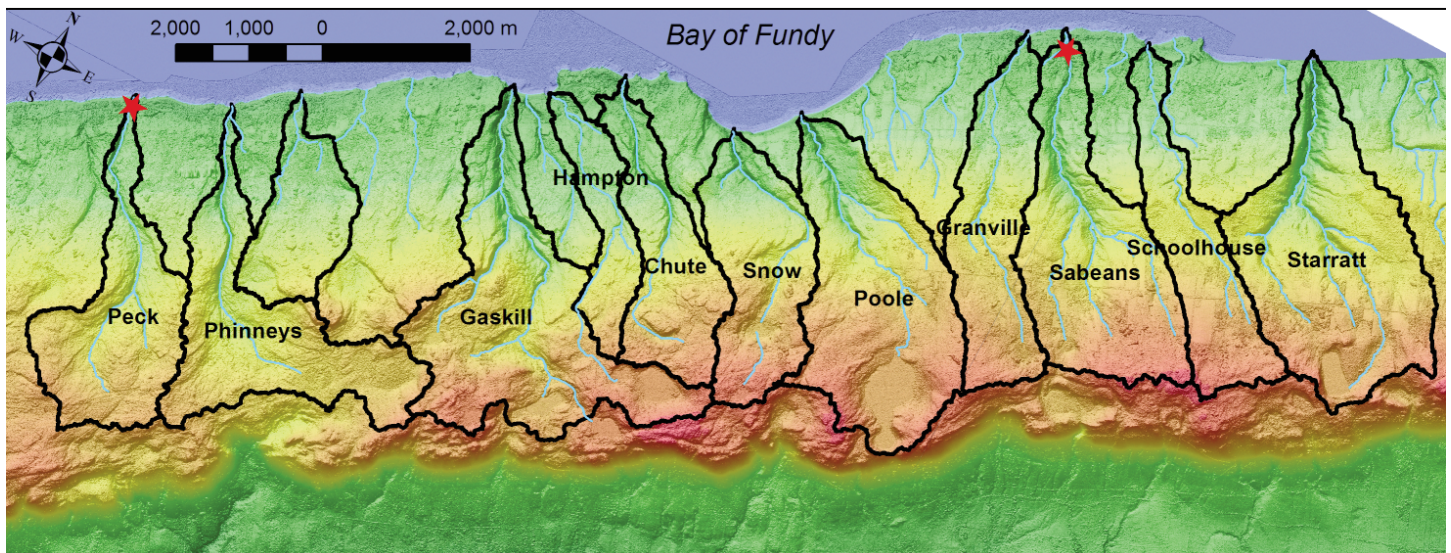 N
W
E
S
2,000 1,000 0 2,000 m
Bay of Fundy
Hampton
Granville
Schoolhouse
Chute
Snow
Sabeans
Starratt
Peck
Phinneys
Gaskill
Poole